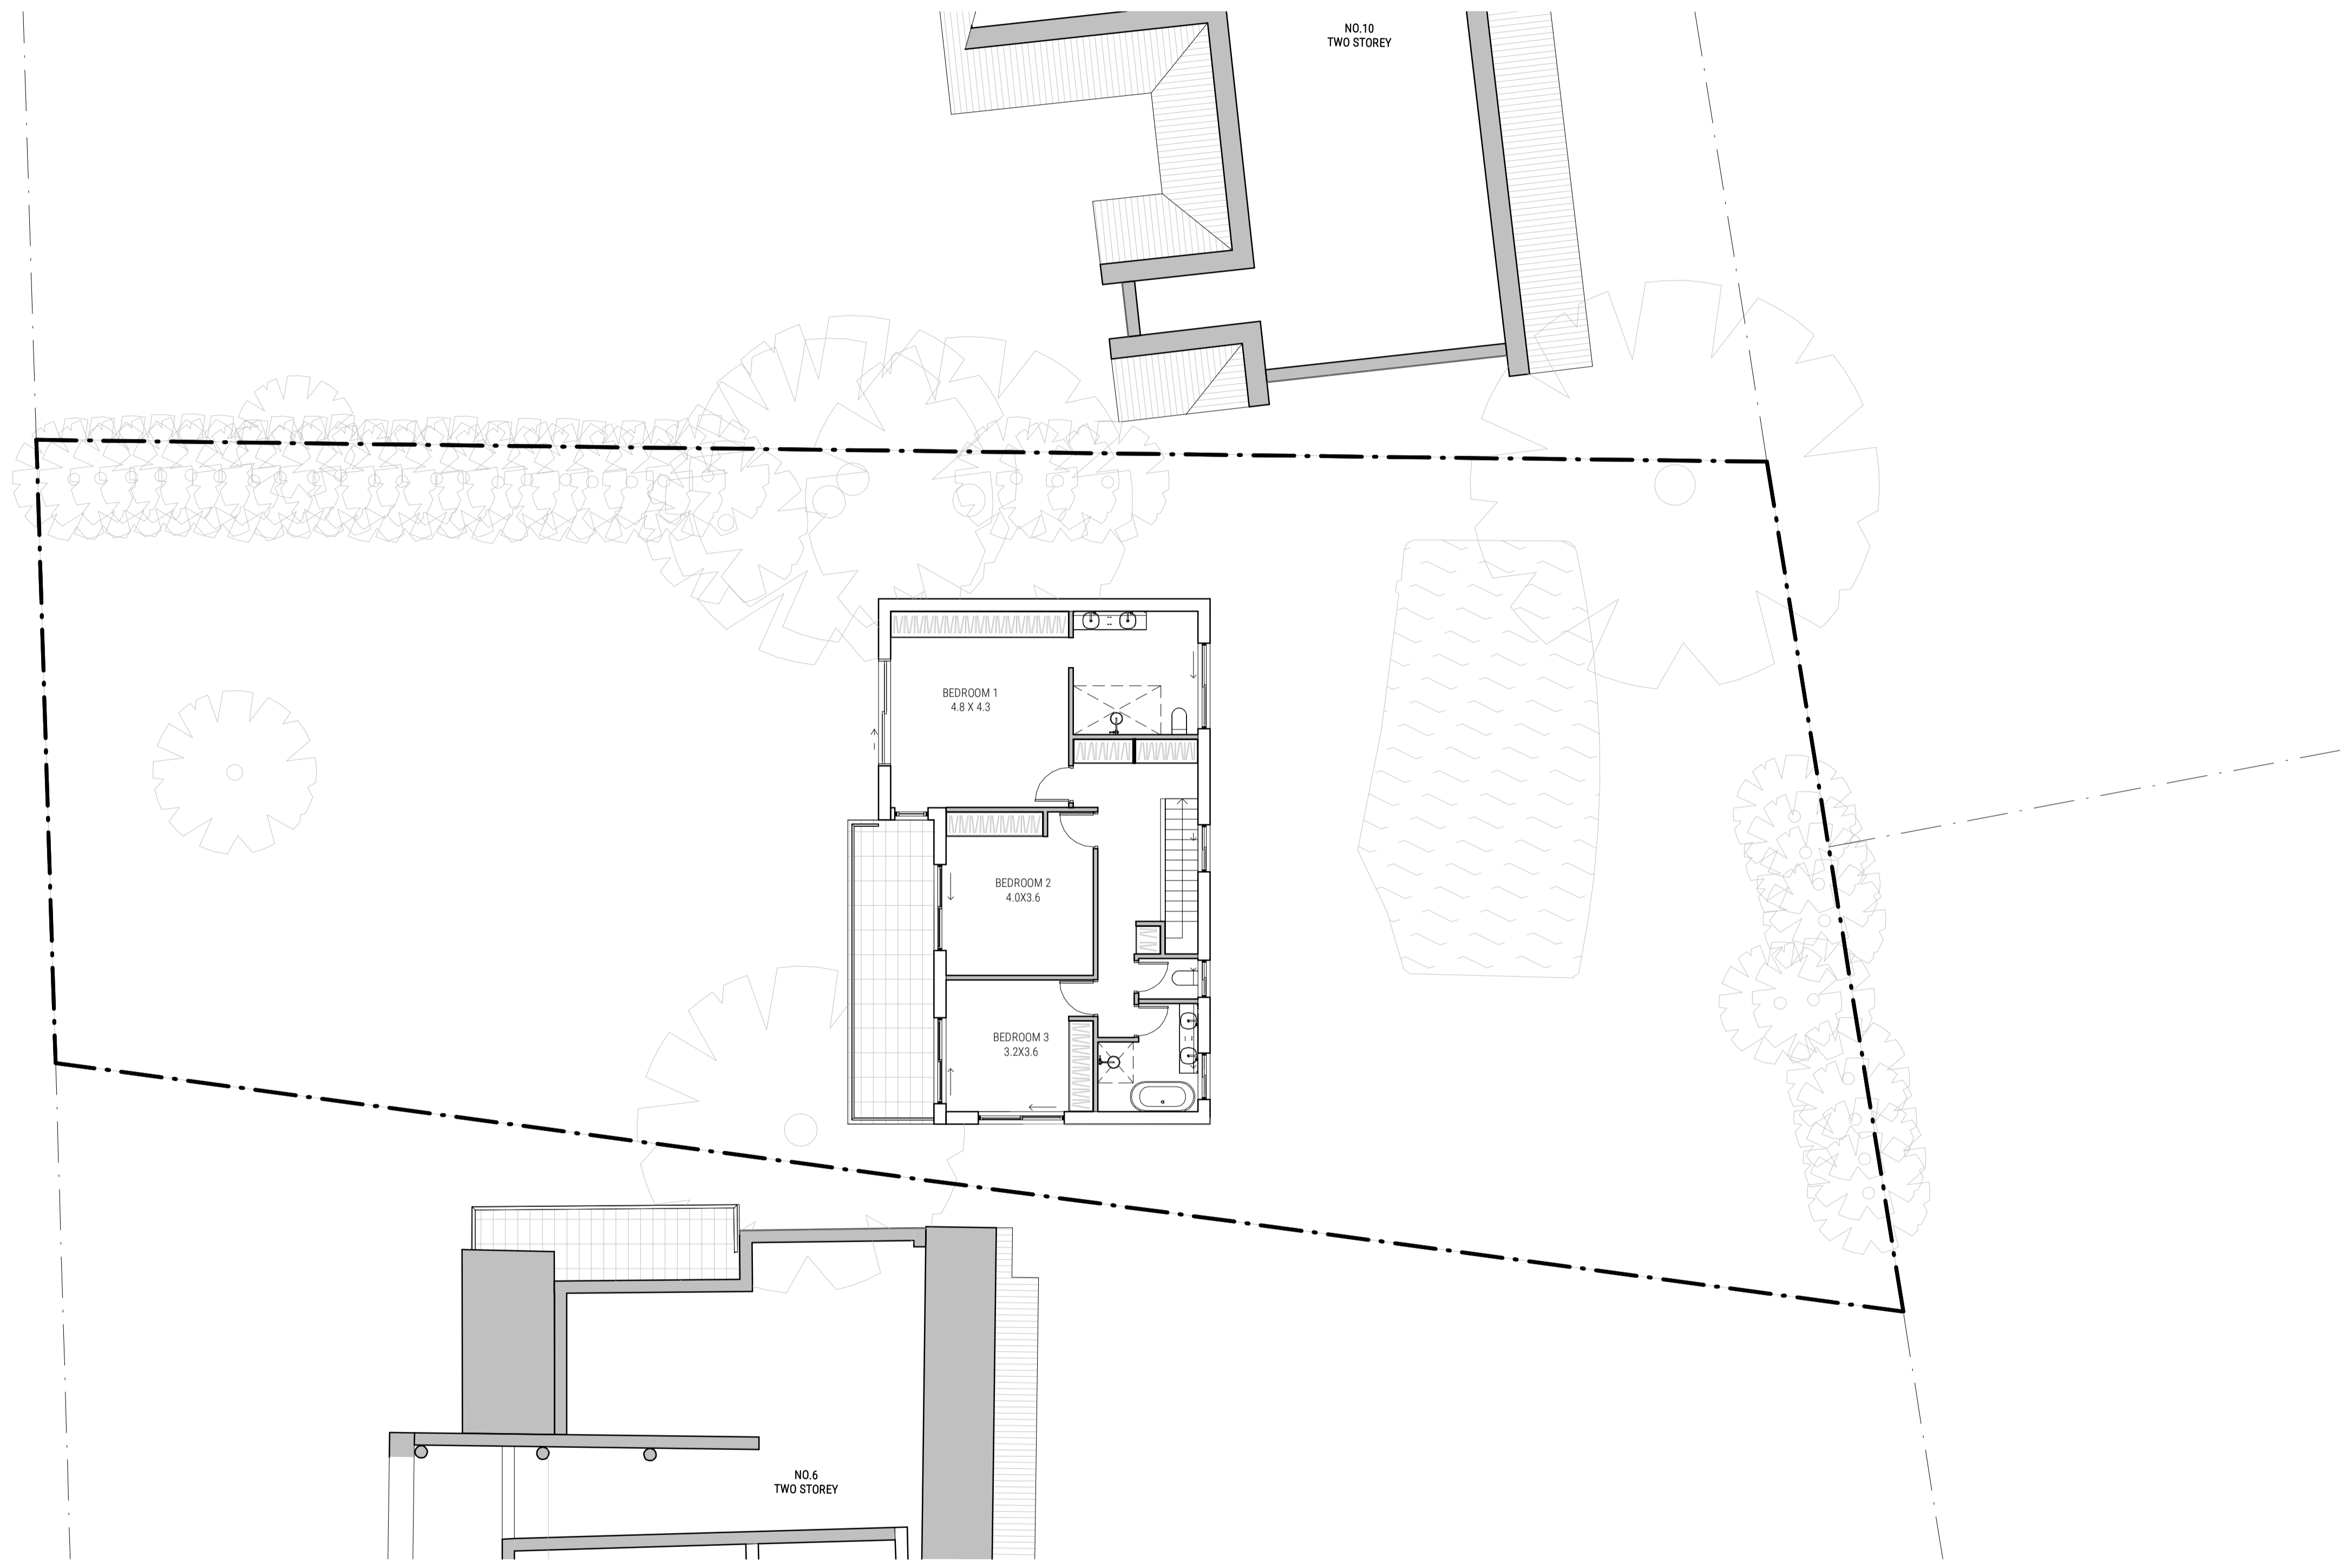 NO.10
TWO STOREY
BEDROOM 1
4.8 X 4.3
BEDROOM 2
4.0X3.6
BEDROOM 3
3.2X3.6
NO.6
TWO STOREY